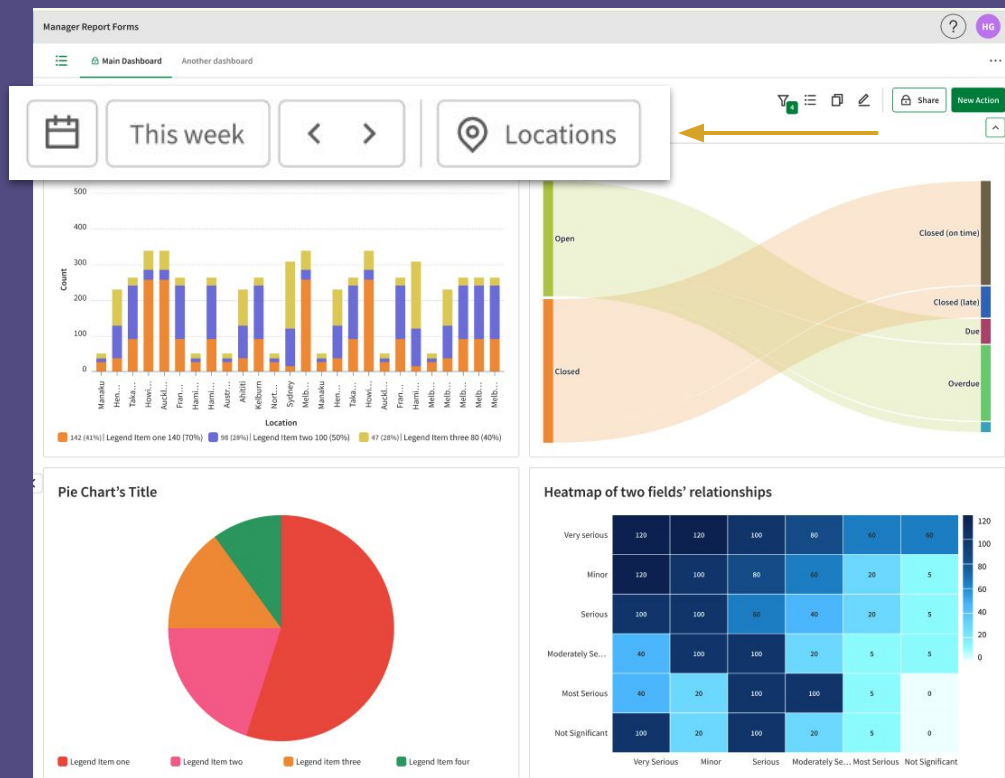 Manager Report Forms
?
HG
Main Dashboard Another dashboard
...
This week
Locations
4
Share
New Action
500
400
300
200
100
0
Count
Manaku
Hen...
Taka...
Howi...
Auckl...
Fran...
Hami...
Hami...
Austr...
Ahititi
Kelburn
Nort...
Sydney
Melb...
Manaku
Hen...
Taka...
Howi...
Auckl...
Fran...
Hami...
Melb...
Melb...
Melb...
Melb...
Melb...
Location
142 (41%)| Legend Item one 140 (70%) 98 (28%)| Legend Item two 100 (50%) 47 (28%)| Legend Item three 80 (40%)
Open
Closed
Closed (on time)
Closed (late)
Due
Overdue
Pie Chart's Title
Legend Item one Legend Item two Legend item three Legend Item four
Heatmap of two fields' relationships
Very serious 120 120 100 80 60 60
Minor 120 100 80 60 20 5
Serious 100 100 60 40 20 5
Moderately Se... 40 100 100 20 5 5
Most Serious 40 20 100 100 5 0
Not Significant 100 20 100 20 5 0
Very Serious Minor Serious Moderately Se... Most Serious Not Significant
120
100
80
60
40
20
0